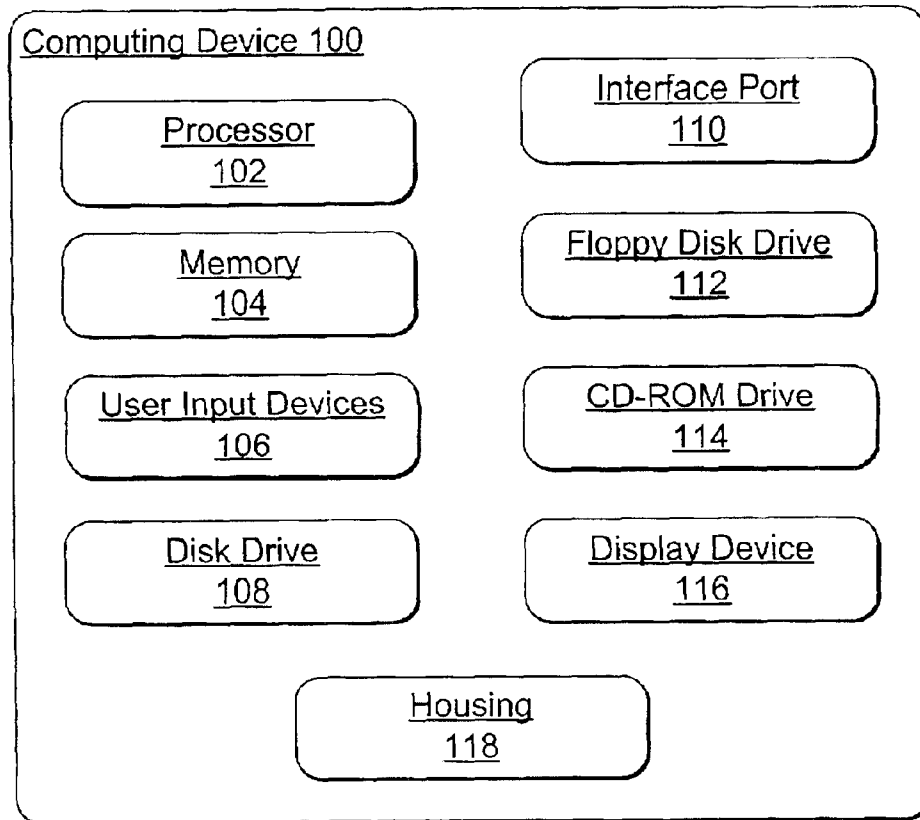 Computing Device 100
Processor
102
Memory
104
User Input Devices
106
Disk Drive
108
Interface Port
110
Floppy Disk Drive
112
CD-ROM Drive
114
Display Device
116
Housing
118